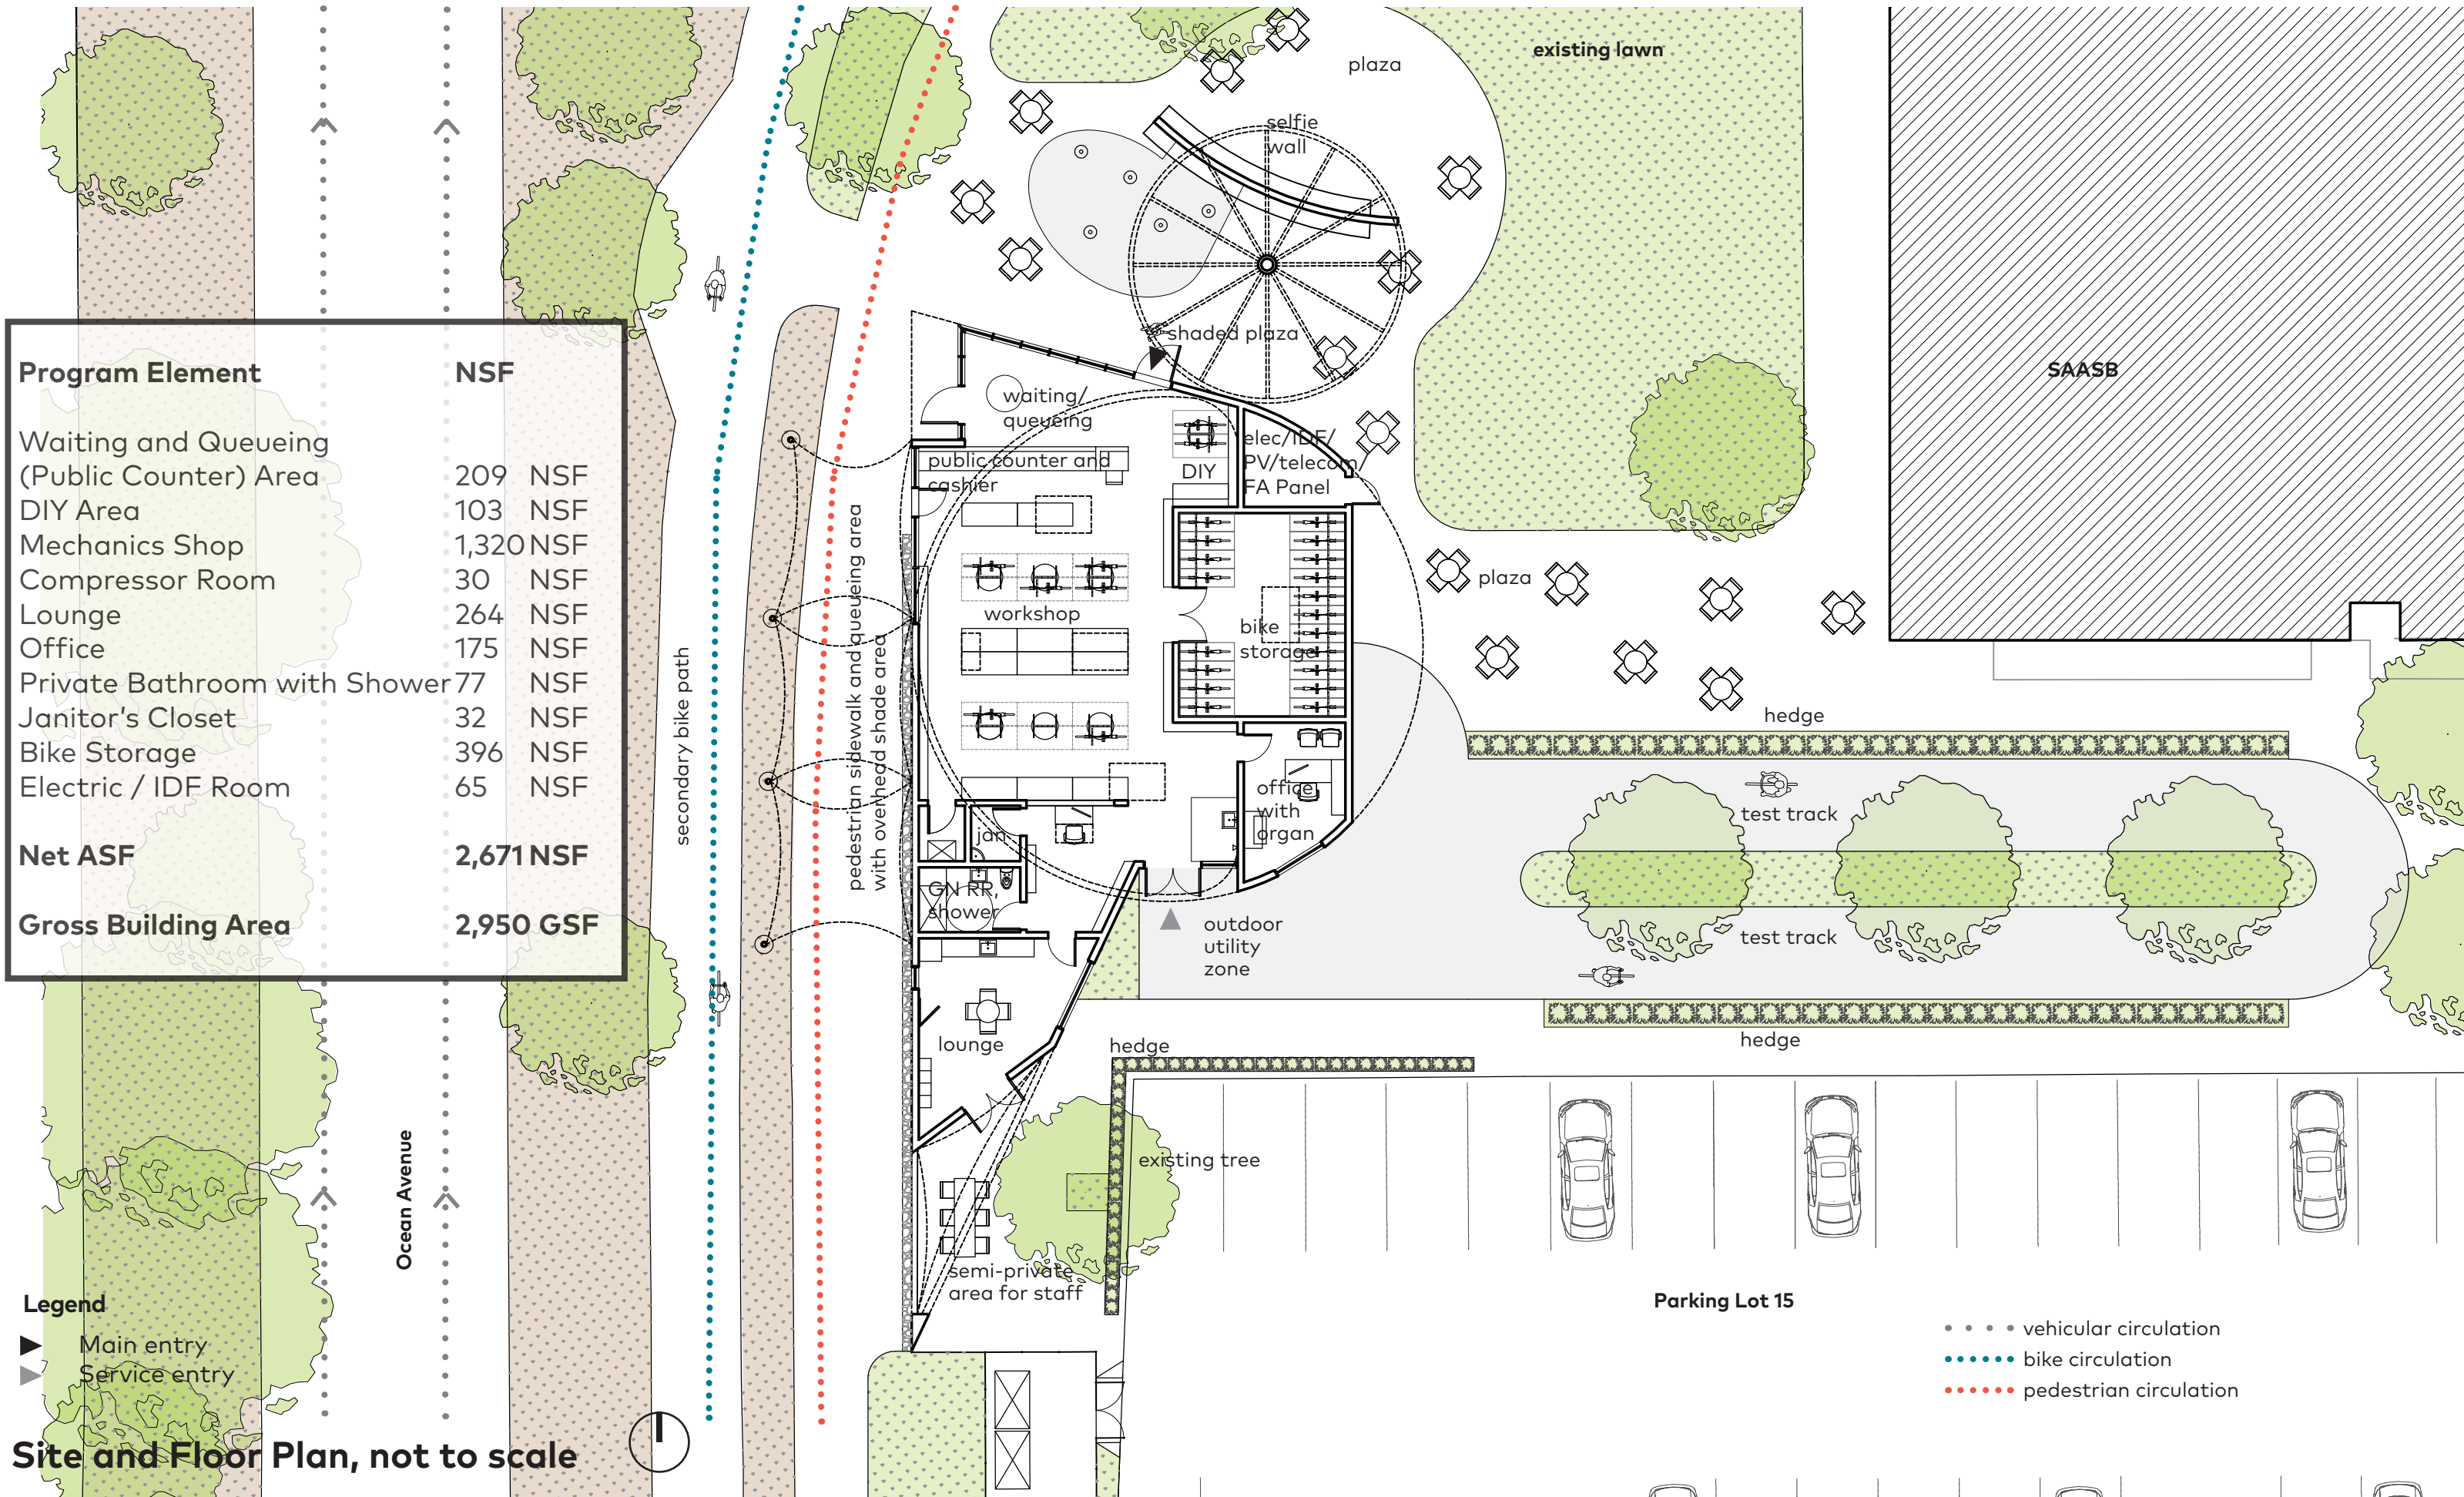 existing lawn
plaza
selfie
wall
shaded plaza
SAASB
Program Element NSF
Waiting and Queueing
(Public Counter) Area 209 NSF
DIY Area 103 NSF
Mechanics Shop 1,320 NSF
Compressor Room 30 NSF
Lounge 264 NSF
Office 175 NSF
Private Bathroom with Shower 77 NSF
Janitor's Closet 32 NSF
Bike Storage 396 NSF
Electric / IDF Room 65 NSF
Net ASF 2,671 NSF
Gross Building Area 2,950 GSF
waiting/
queueing
public counter and
cashier
DIY
elec/IDF/
PV/telecom/
FA Panel
workshop
bike
storage
plaza
secondary bike path
pedestrian sidewalk and queueing area
with overhead shade area
hedge
test track
office
with
organ
jan
GN RR,
shower
outdoor
utility
zone
test track
lounge
hedge
hedge
existing tree
semi-private
area for staff
Ocean Avenue
Parking Lot 15
Legend
Main entry
Service entry
vehicular circulation
bike circulation
pedestrian circulation
Site and Floor Plan, not to scale